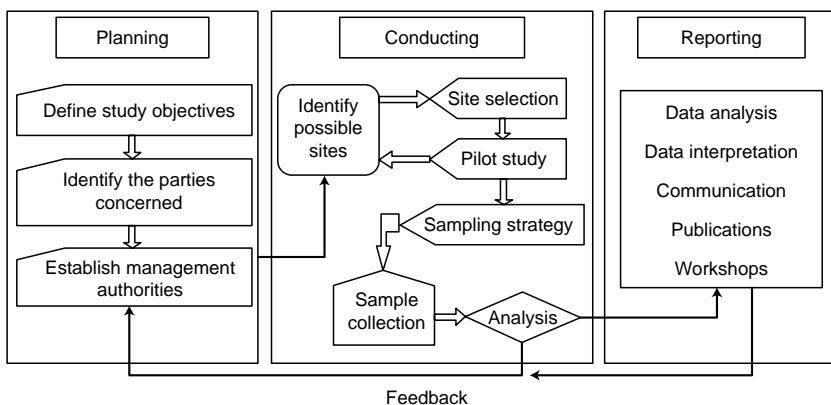 Planning
Define study objectives
Identify the parties
concerned
Establish management
authorities
Conducting
Identify
possible
sites
Site selection
Pilot study
Sampling strategy
Sample
collection
Analysis
Reporting
Data analysis
Data interpretation
Communication
Publications
Workshops
Feedback